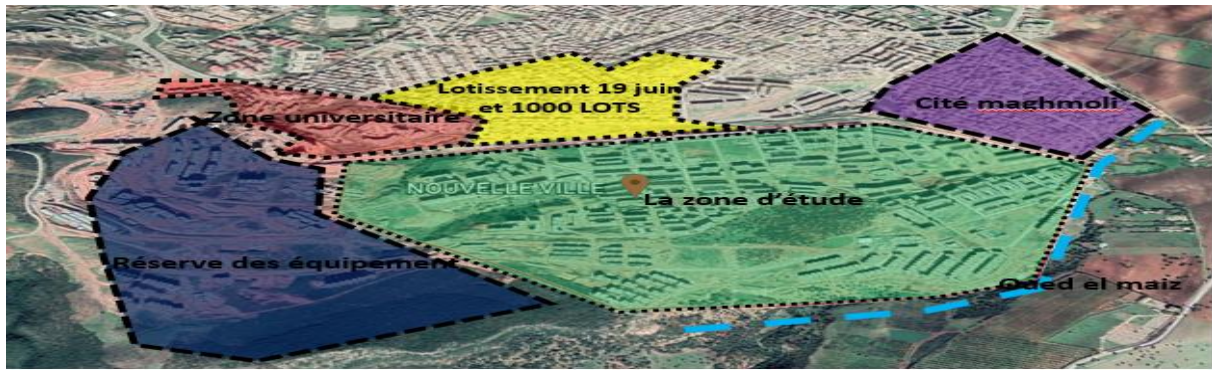 Lotissement 19 juin
et 1000 LOTS
Cité maghmoli
Zone universitaire
NOUVELLE VILLE
La zone d'étude
Réserve des équipement
Oued el maiz